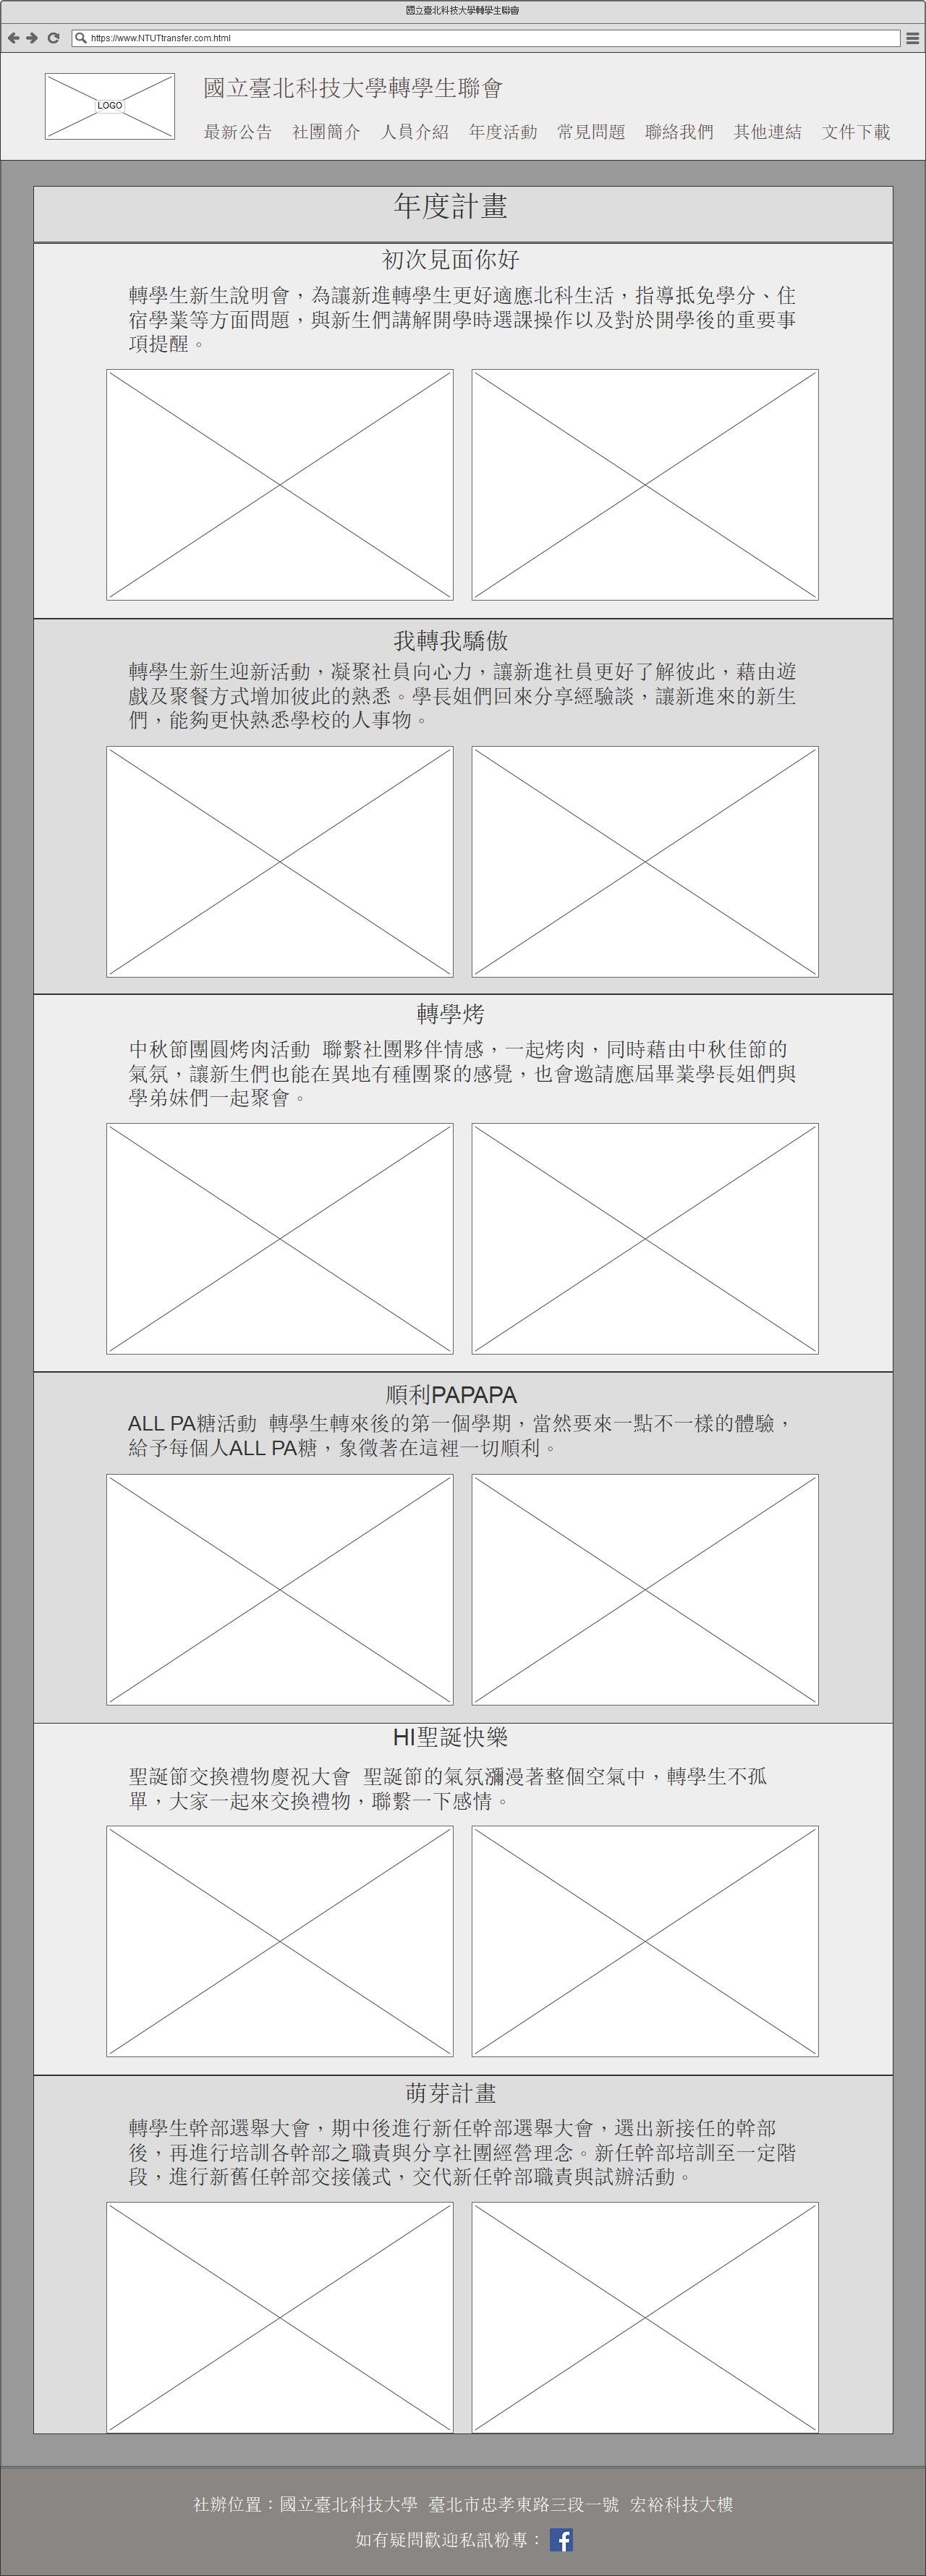 國立臺北科技大學轉學生聯會
https://www.NTUTtransfer.com.html
LOGO
國立臺北科技大學轉學生聯會
最新公告 社團簡介 人員介紹 年度活動 常見問題 聯絡我們 其他連結 文件下載
年度計畫
初次見面你好
轉學生新生說明會，為讓新進轉學生更好適應北科生活，指導抵免學分、住
宿學業等方面問題，與新生們講解開學時選課操作以及對於開學後的重要事
項提醒。
我轉我驕傲
轉學生新生迎新活動，凝聚社員向心力，讓新進社員更好了解彼此，藉由遊
戲及聚餐方式增加彼此的熟悉。學長姐們回來分享經驗談，讓新進來的新生
們，能夠更快熟悉學校的人事物。
轉學烤
中秋節團圓烤肉活動 聯繫社團夥伴情感，一起烤肉，同時藉由中秋佳節的
氣氛，讓新生們也能在異地有種團聚的感覺，也會邀請應屆畢業學長姐們與
學弟妹們一起聚會。
順利PAPAPA
ALL PA糖活動 轉學生轉來後的第一個學期，當然要來一點不一樣的體驗，
給予每個人ALL PA糖，象徵著在這裡一切順利。
HI聖誕快樂
聖誕節交換禮物慶祝大會 聖誕節的氣氛瀰漫著整個空氣中，轉學生不孤
單，大家一起來交換禮物，聯繫一下感情。
萌芽計畫
轉學生幹部選舉大會，期中後進行新任幹部選舉大會，選出新接任的幹部
後，再進行培訓各幹部之職責與分享社團經營理念。新任幹部培訓至一定階
段，進行新舊任幹部交接儀式，交代新任幹部職責與試辦活動。
社辦位置：國立臺北科技大學 臺北市忠孝東路三段一號 宏裕科技大樓
如有疑問歡迎私訊粉專：